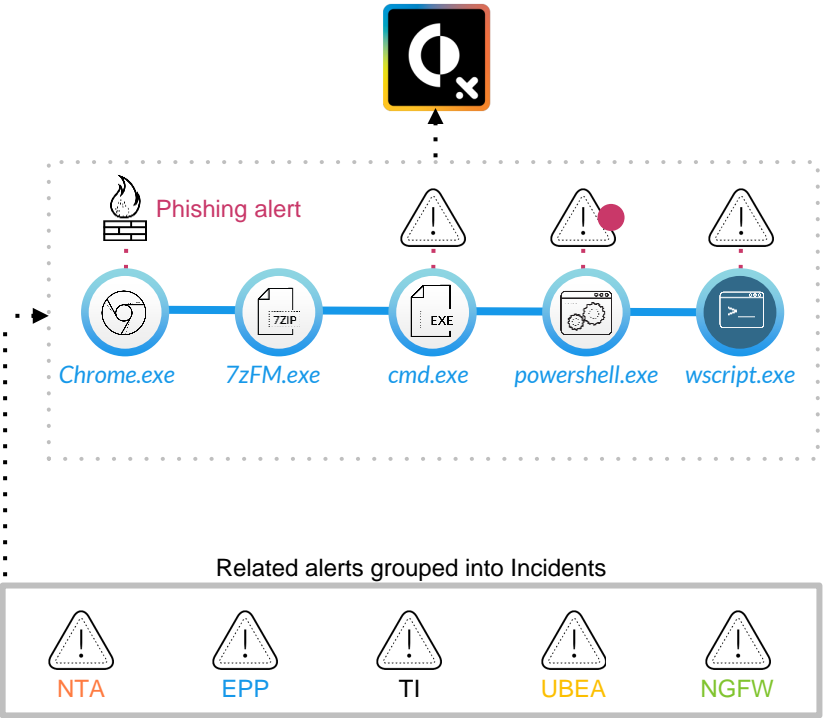 Phishing alert
7ZIP
EXE
>_
Chrome.exe
7zFM.exe
cmd.exe
powershell.exe
wscript.exe
Related alerts grouped into Incidents
NTA
EPP
TI
UBEA
NGFW